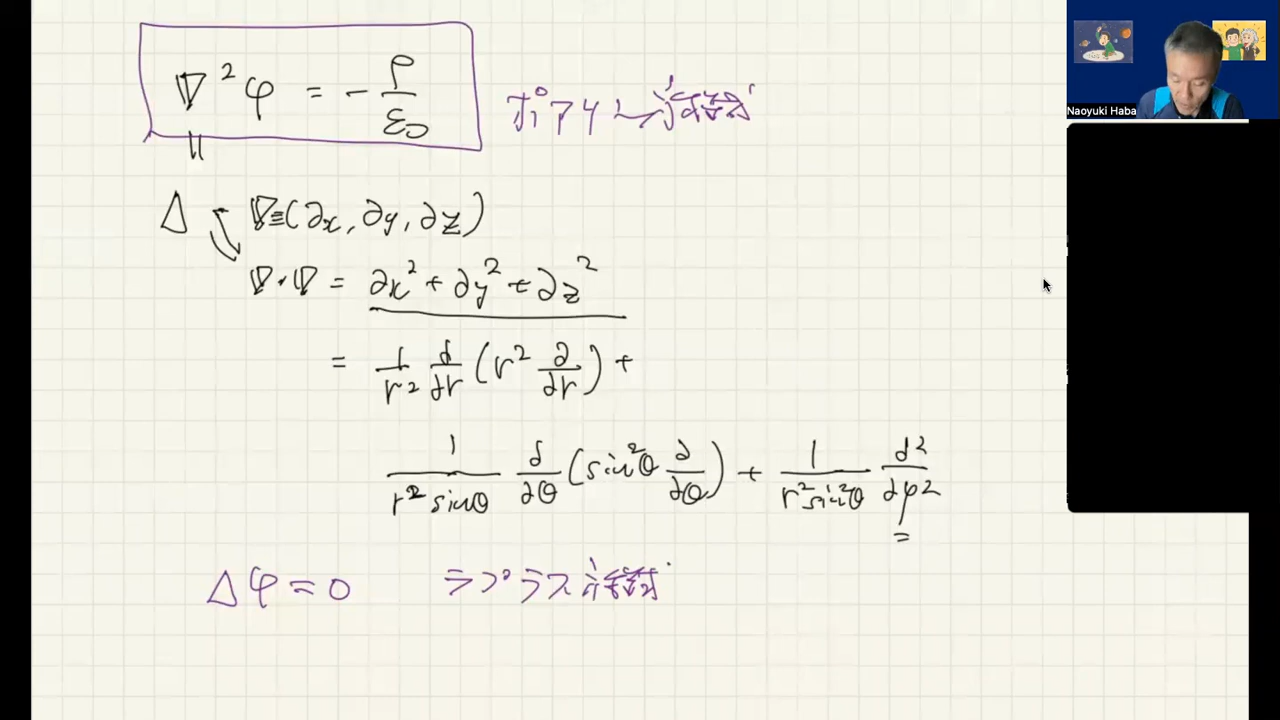 ∇²φ = -ρ/ε₀ ポアソン方程式
||
Δ ∇≡(∂x, ∂y, ∂z)
∇・∇ = ∂x² + ∂y² + ∂z²
= 1/r² ∂/∂r (r² ∂/∂r) +
1/(r² sinθ) ∂/∂θ (sin²θ ∂/∂θ) + 1/(r² sin²θ) ∂²/∂φ²
=
Δφ = 0 ラプラス方程式
Naoyuki Haba